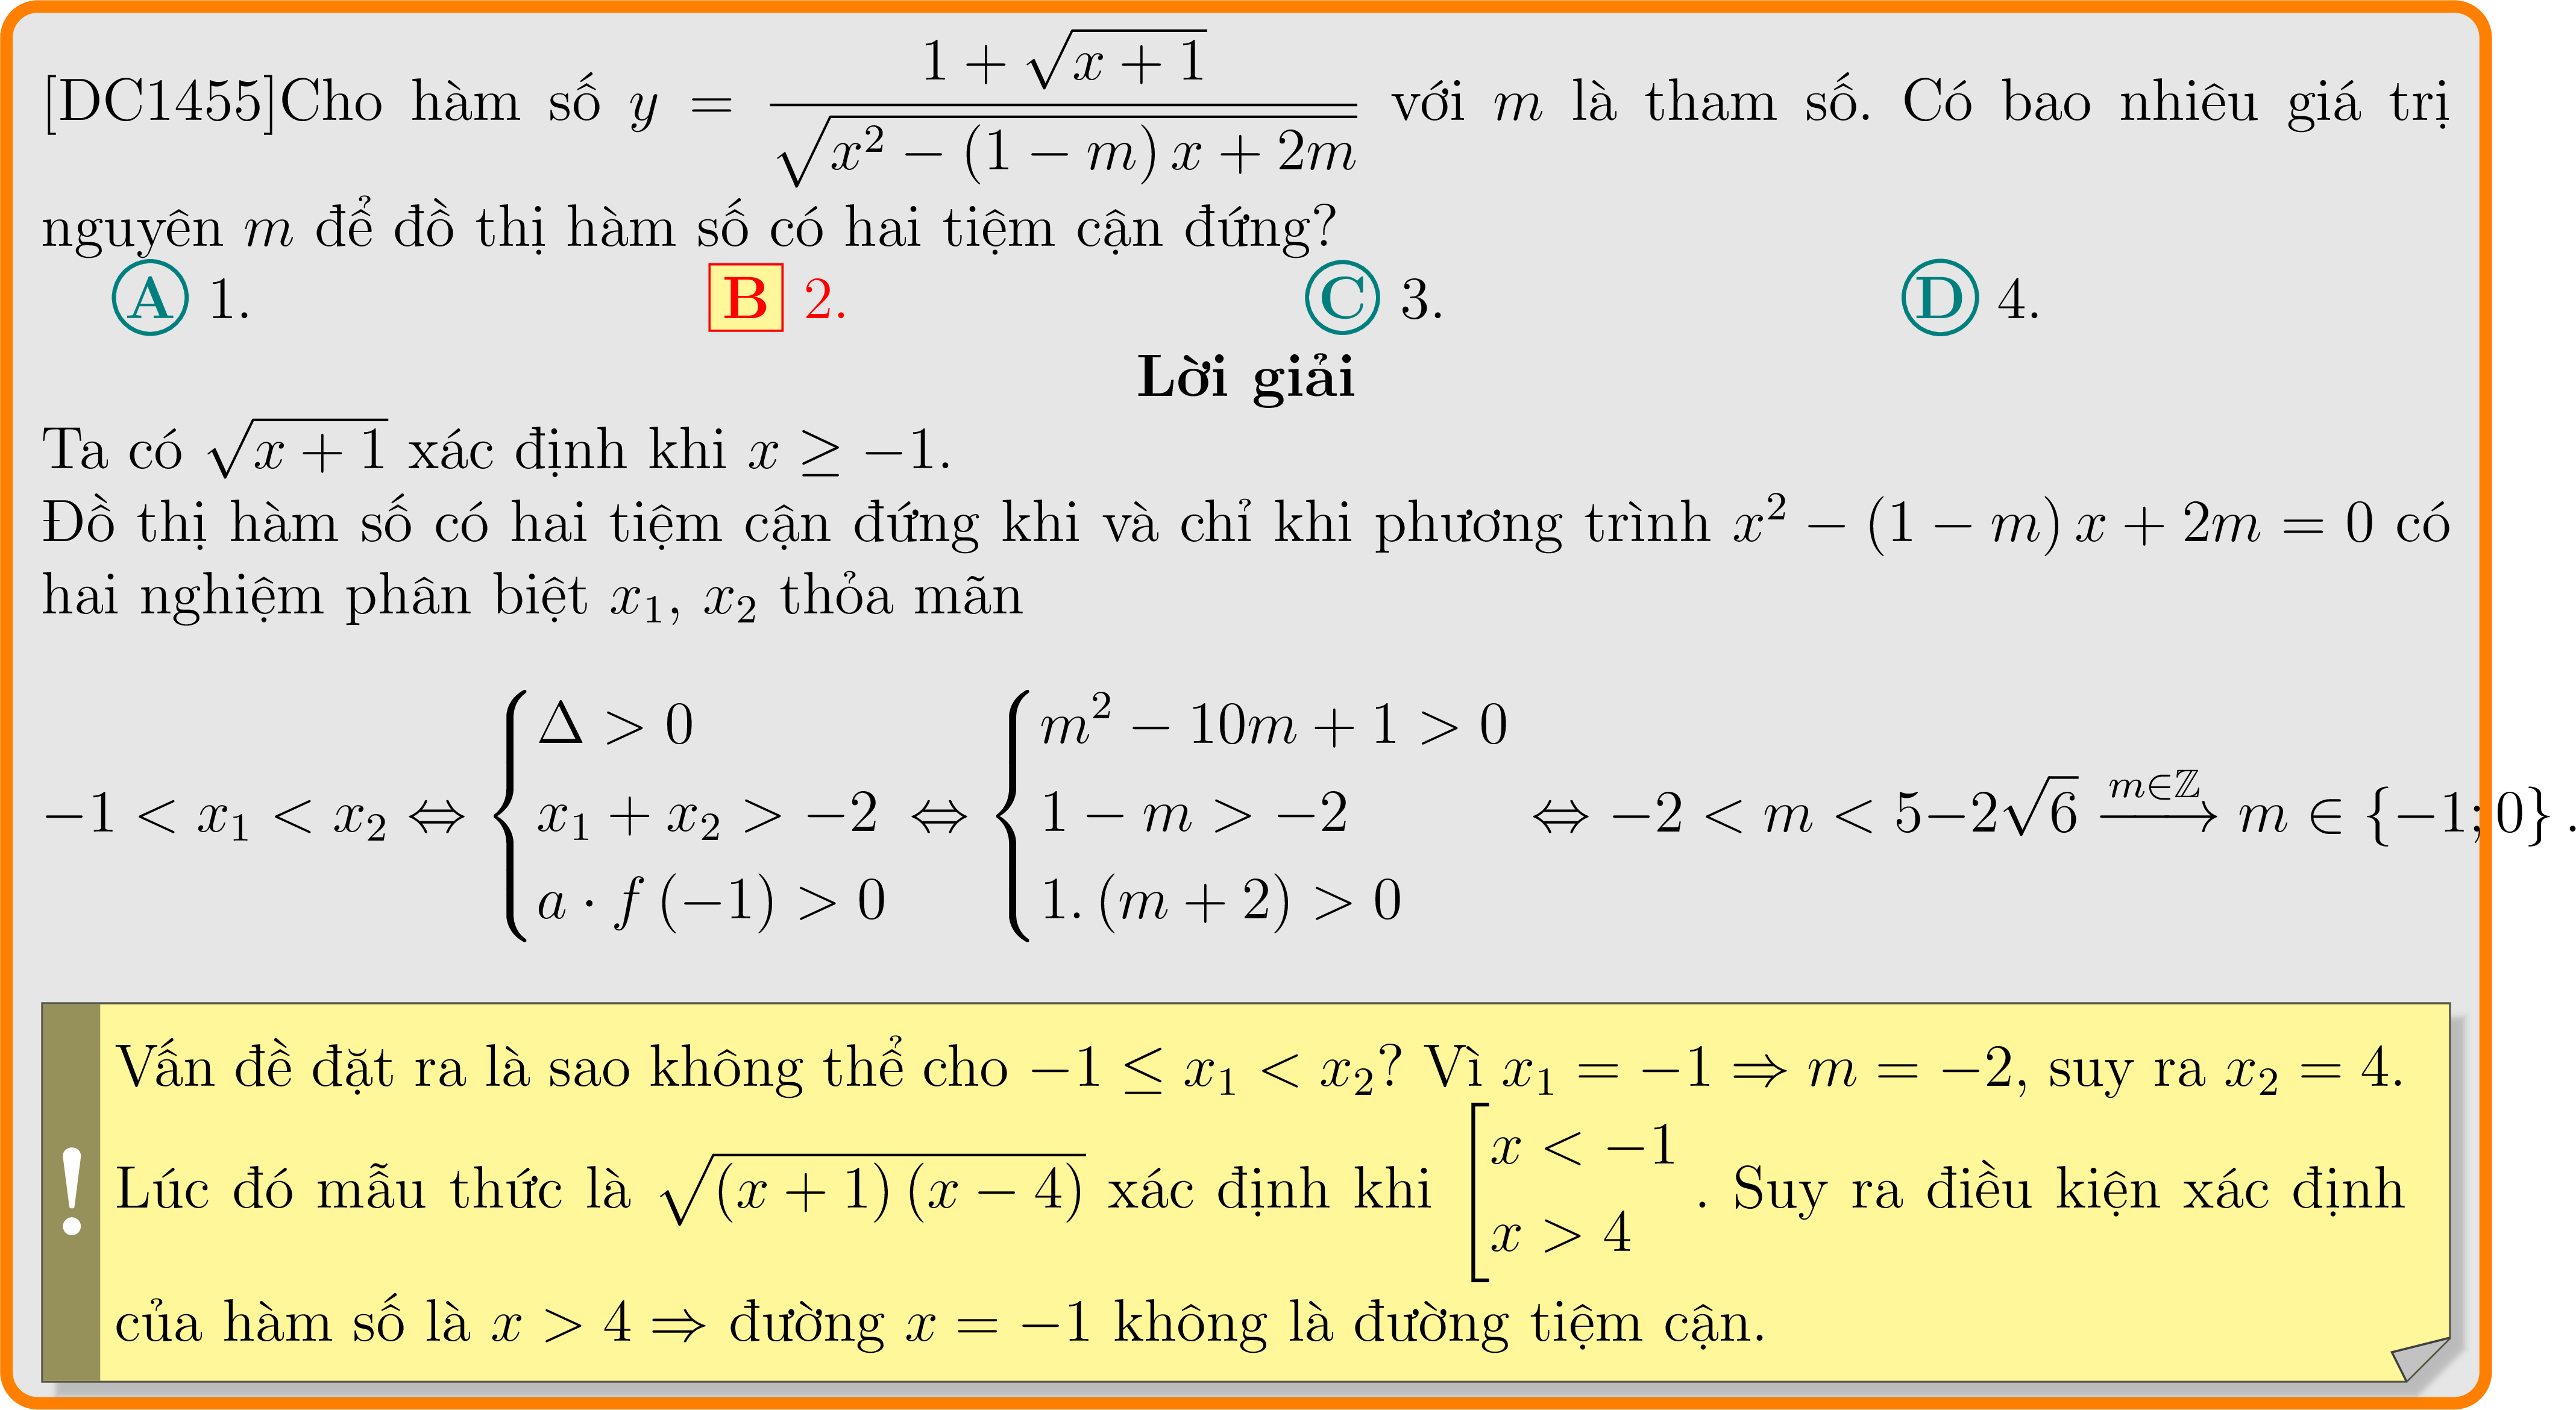 [DC1455]Cho hàm số $y = \dfrac{1+\sqrt{x+1}}{\sqrt{x^2-(1-m)x+2m}}$ với $m$ là tham số. Có bao nhiêu giá trị
nguyên $m$ để đồ thị hàm số có hai tiệm cận đứng?
A 1. B 2. C 3. D 4.
Lời giải
Ta có $\sqrt{x+1}$ xác định khi $x \geq -1$.
Đồ thị hàm số có hai tiệm cận đứng khi và chỉ khi phương trình $x^2-(1-m)x+2m=0$ có
hai nghiệm phân biệt $x_1$, $x_2$ thỏa mãn
$-1 < x_1 < x_2 \Leftrightarrow \begin{cases} \Delta > 0 \\ x_1+x_2 > -2 \\ a \cdot f(-1) > 0 \end{cases} \Leftrightarrow \begin{cases} m^2-10m+1 > 0 \\ 1-m > -2 \\ 1.(m+2) > 0 \end{cases} \Leftrightarrow -2 < m < 5-2\sqrt{6} \xrightarrow{m \in \mathbb{Z}} m \in \{-1;0\}.$
Vấn đề đặt ra là sao không thể cho $-1 \leq x_1 < x_2$? Vì $x_1 = -1 \Rightarrow m = -2$, suy ra $x_2 = 4$.
! Lúc đó mẫu thức là $\sqrt{(x+1)(x-4)}$ xác định khi $\left[\begin{array}{l} x < -1 \\ x > 4 \end{array}\right.$. Suy ra điều kiện xác định
của hàm số là $x > 4 \Rightarrow$ đường $x = -1$ không là đường tiệm cận.